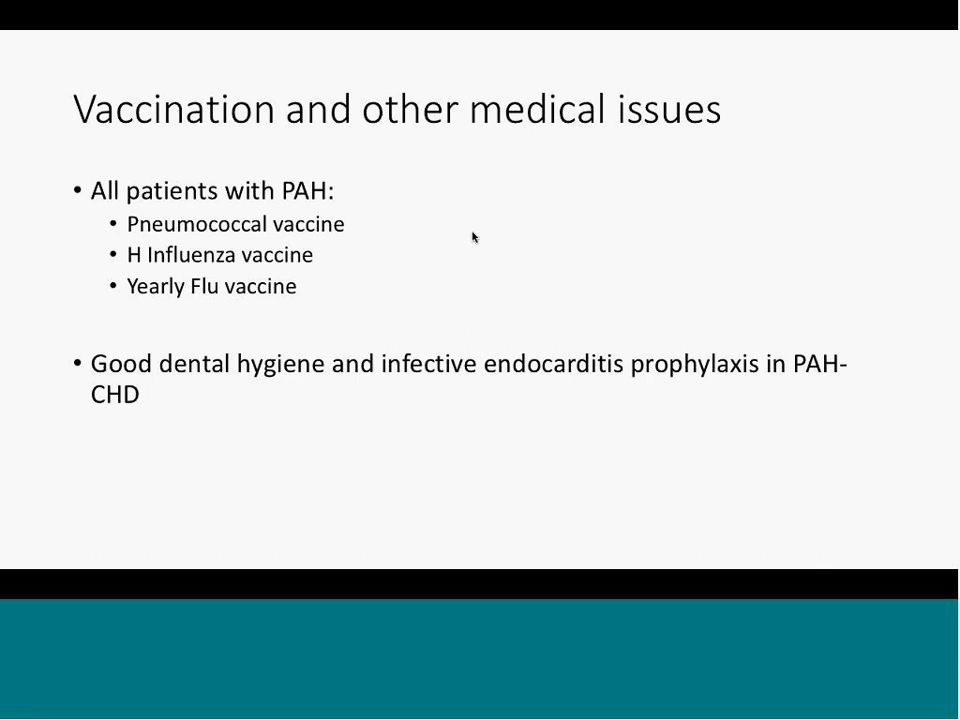 Vaccination and other medical issues
• All patients with PAH:
• Pneumococcal vaccine
• H Influenza vaccine
• Yearly Flu vaccine
• Good dental hygiene and infective endocarditis prophylaxis in PAH-
CHD